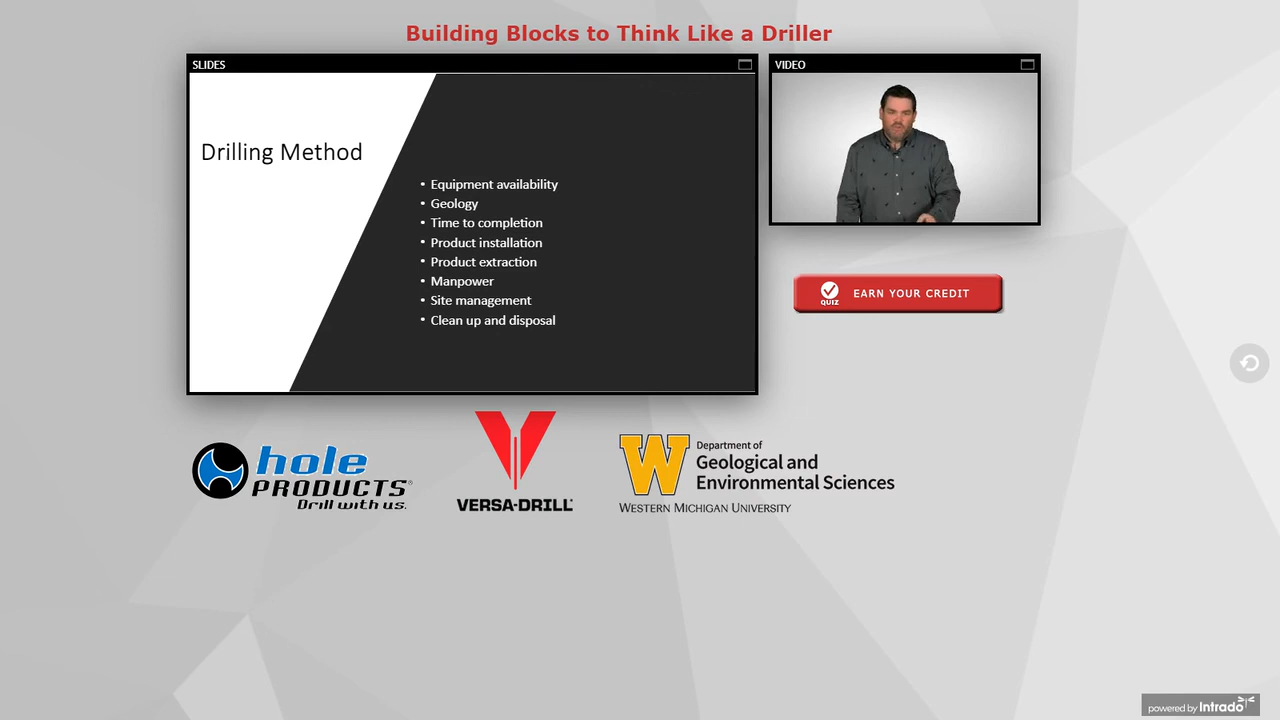 Building Blocks to Think Like a Driller
SLIDES
Drilling Method
• Equipment availability
• Geology
• Time to completion
• Product installation
• Product extraction
• Manpower
• Site management
• Clean up and disposal
VIDEO
QUIZ
EARN YOUR CREDIT
hole
PRODUCTS®
Drill with us.
VERSA-DRILL®
W
Department of
Geological and
Environmental Sciences
WESTERN MICHIGAN UNIVERSITY
powered by Intrado